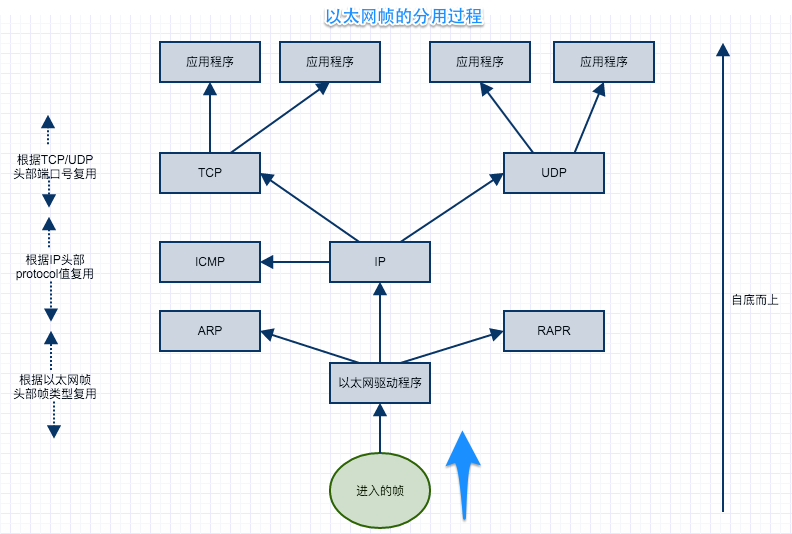 以太网帧的分用过程
应用程序
应用程序
应用程序
应用程序
根据TCP/UDP
头部端口号复用
TCP
UDP
根据IP头部
protocol值复用
ICMP
IP
自底而上
ARP
RAPR
根据以太网帧
头部帧类型复用
以太网驱动程序
进入的帧